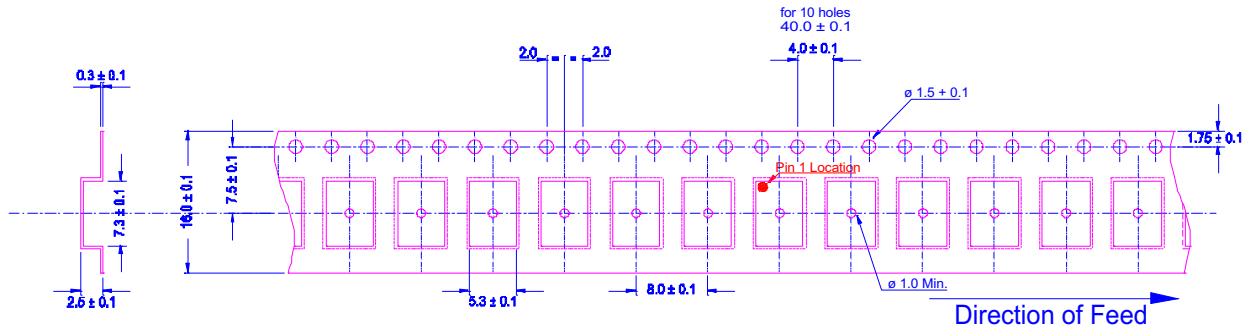 for 10 holes
40.0 ± 0.1
2.0
2.0
4.0 ± 0.1
0.3 ± 0.1
ø 1.5 + 0.1
1.75 ± 0.1
7.5 ± 0.1
16.0 ± 0.1
7.3 ± 0.1
Pin 1 Location
2.5 ± 0.1
5.3 ± 0.1
8.0 ± 0.1
ø 1.0 Min.
Direction of Feed